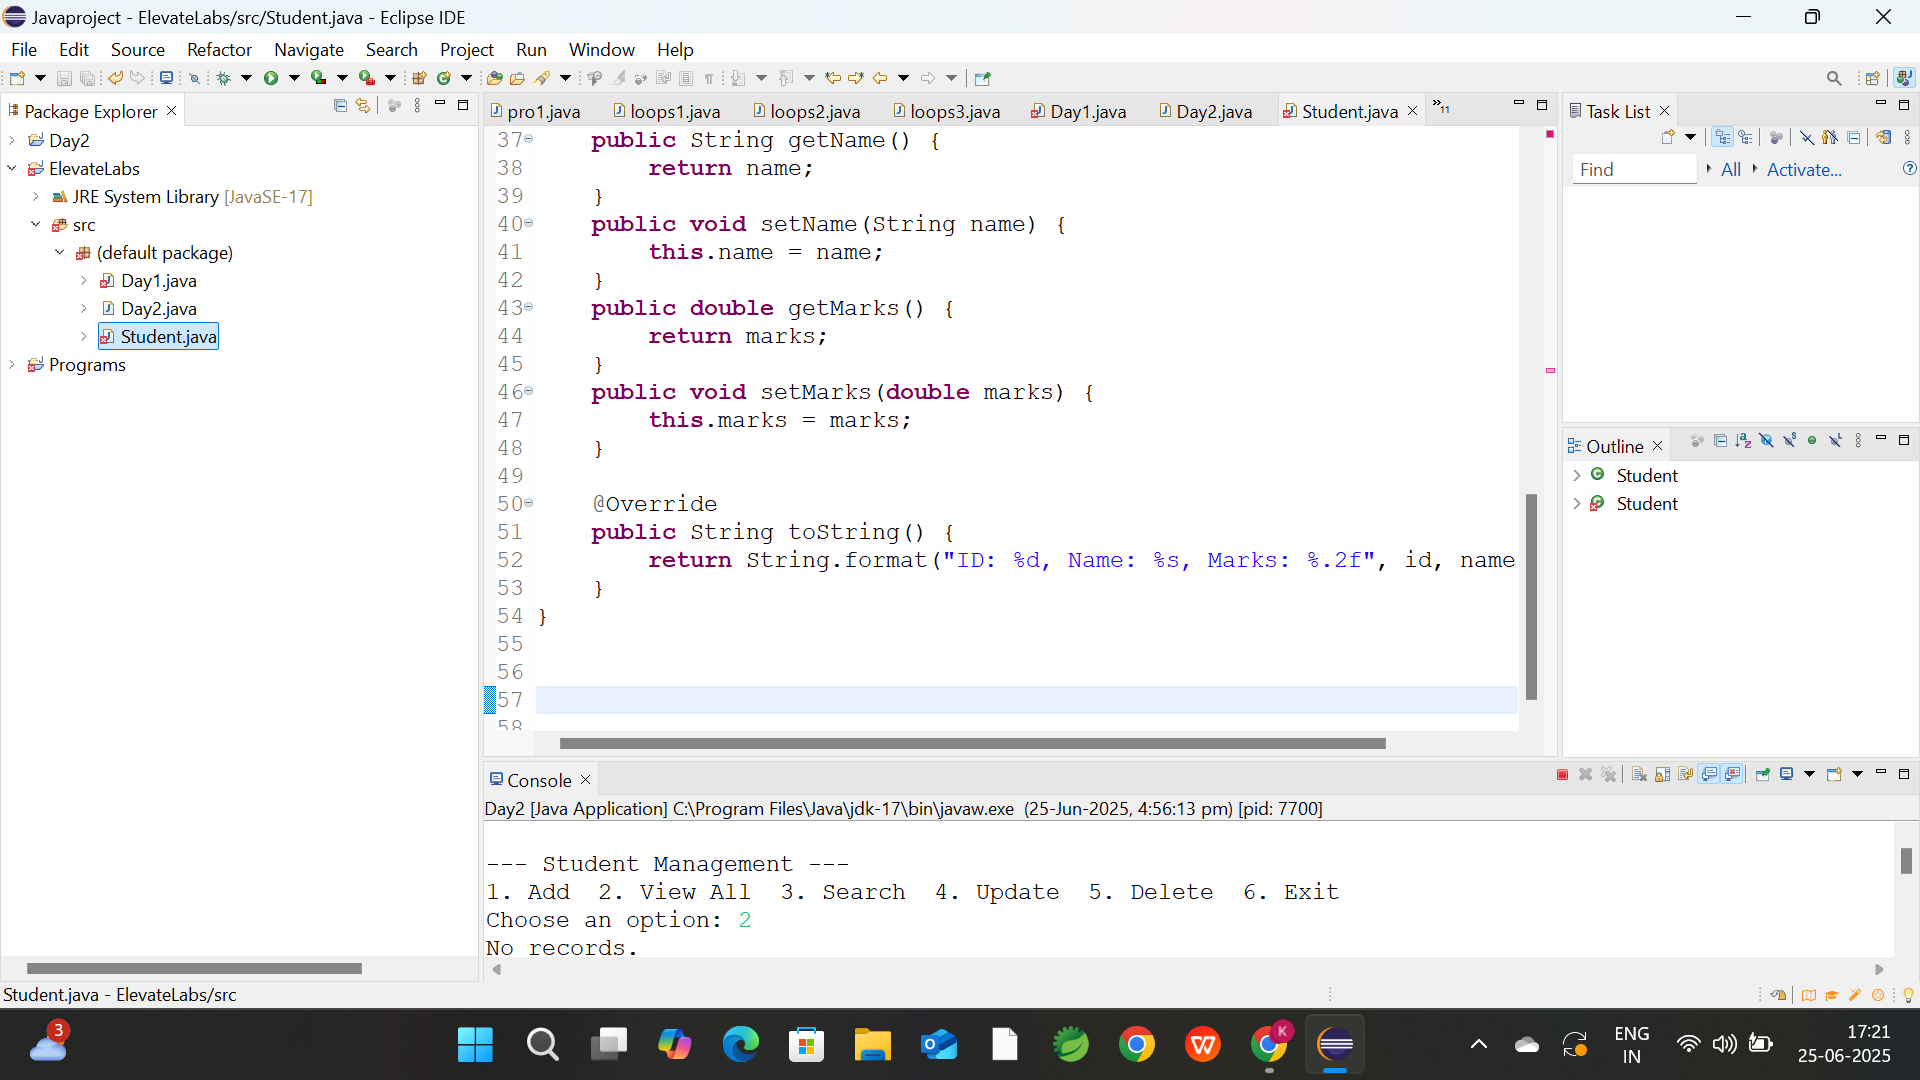 Javaproject - ElevateLabs/src/Student.java - Eclipse IDE
File Edit Source Refactor Navigate Search Project Run Window Help
Package Explorer
Day2
ElevateLabs
JRE System Library [JavaSE-17]
src
(default package)
Day1.java
Day2.java
Student.java
Programs
pro1.java loops1.java loops2.java loops3.java Day1.java Day2.java Student.java »11
37 public String getName() {
38 return name;
39 }
40 public void setName(String name) {
41 this.name = name;
42 }
43 public double getMarks() {
44 return marks;
45 }
46 public void setMarks(double marks) {
47 this.marks = marks;
48 }
49
50 @Override
51 public String toString() {
52 return String.format("ID: %d, Name: %s, Marks: %.2f", id, name
53 }
54 }
55
56
57
58
Task List
Find All Activate...
Outline
Student
Student
Console
Day2 [Java Application] C:\Program Files\Java\jdk-17\bin\javaw.exe (25-Jun-2025, 4:56:13 pm) [pid: 7700]
--- Student Management ---
1. Add 2. View All 3. Search 4. Update 5. Delete 6. Exit
Choose an option: 2
No records.
Student.java - ElevateLabs/src
3
K
ENG
IN
17:21
25-06-2025